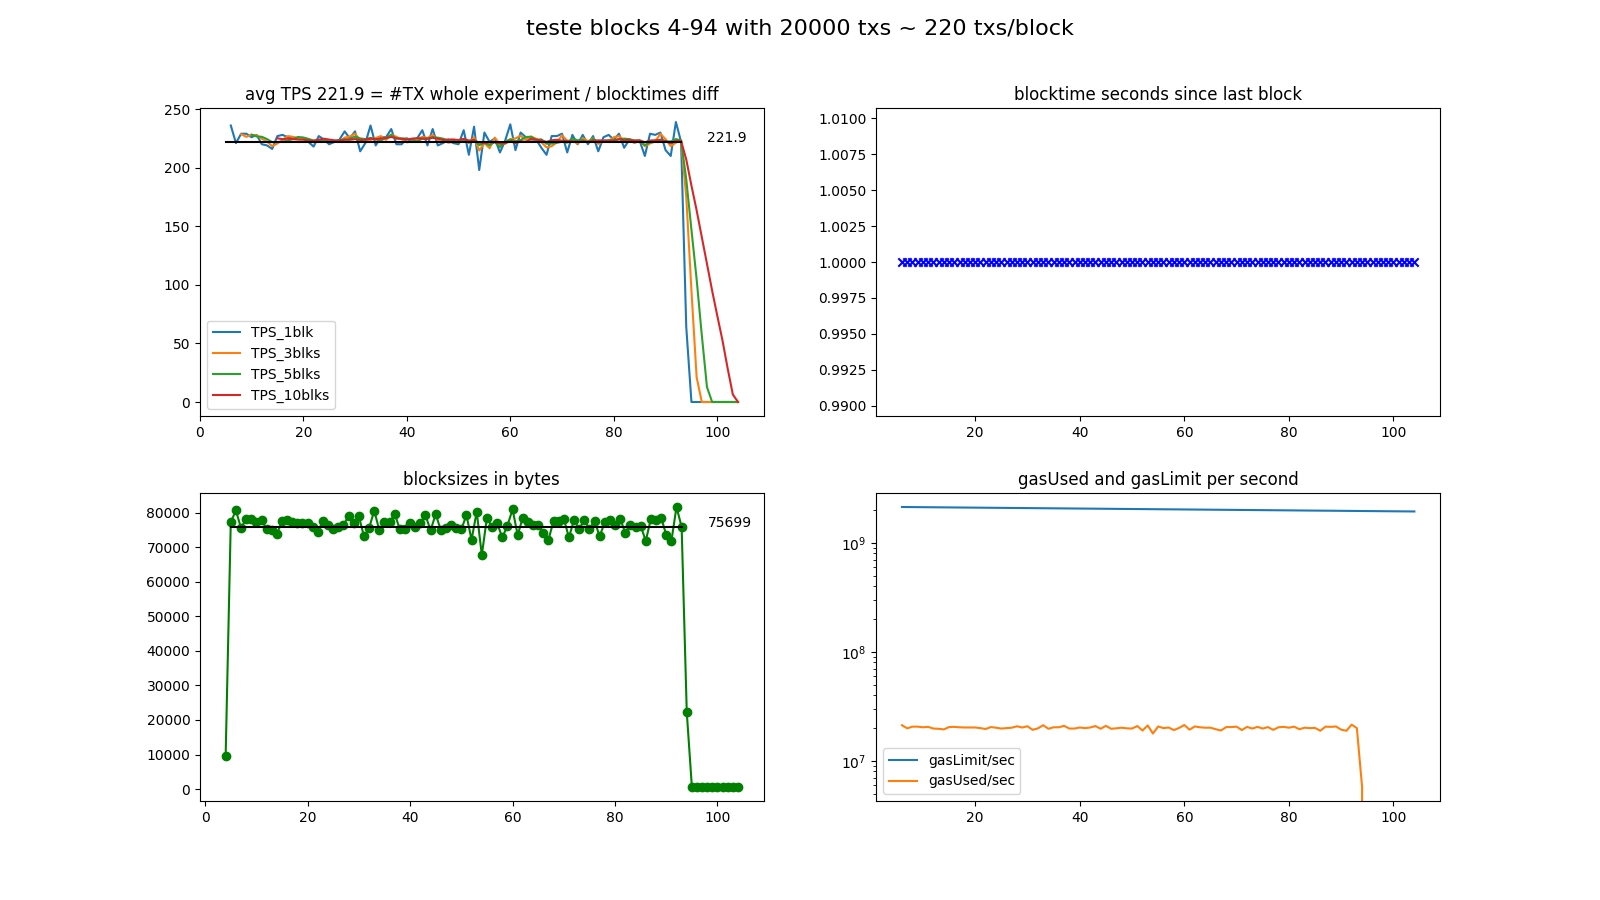 teste blocks 4-94 with 20000 txs ~ 220 txs/block
avg TPS 221.9 = #TX whole experiment / blocktimes diff
250
200
150
100
50
0
221.9
TPS_1blk
TPS_3blks
TPS_5blks
TPS_10blks
0 20 40 60 80 100
blocktime seconds since last block
1.0100
1.0075
1.0050
1.0025
1.0000
0.9975
0.9950
0.9925
0.9900
20 40 60 80 100
blocksizes in bytes
80000
70000
60000
50000
40000
30000
20000
10000
0
75699
0 20 40 60 80 100
gasUsed and gasLimit per second
10⁹
10⁸
10⁷
gasLimit/sec
gasUsed/sec
20 40 60 80 100